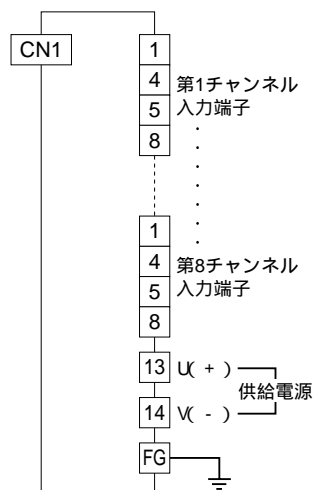 CN1
1
4
5
8
第1チャンネル
入力端子
1
4
5
8
第8チャンネル
入力端子
13 U( + )
供給電源
14 V( - )
FG